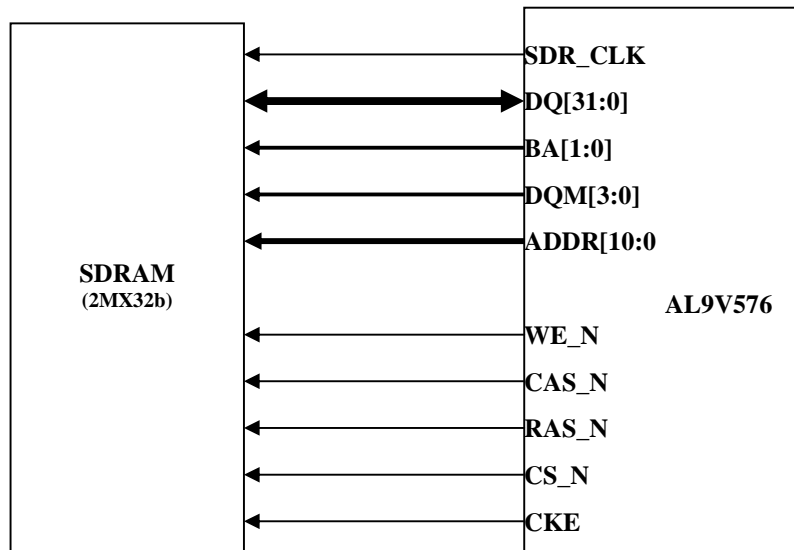 SDR_CLK
DQ[31:0]
BA[1:0]
DQM[3:0]
ADDR[10:0
SDRAM
(2MX32b)
AL9V576
WE_N
CAS_N
RAS_N
CS_N
CKE